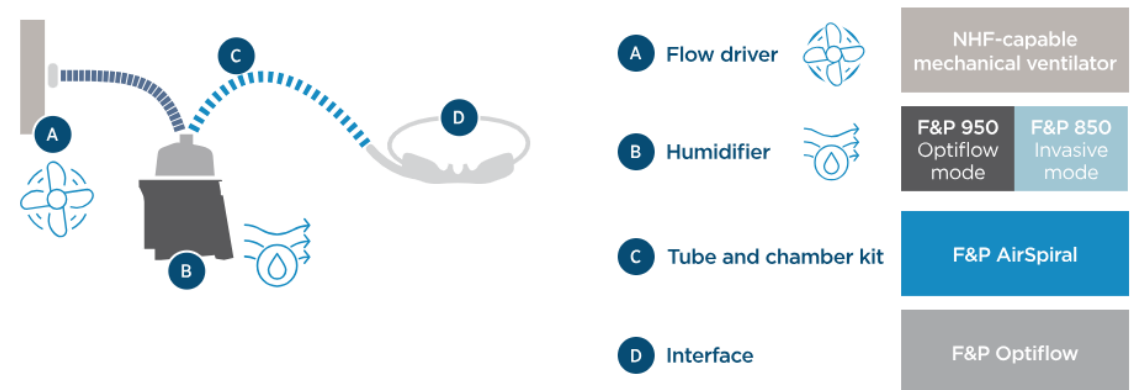 C
D
A
B
A Flow driver
NHF-capable
mechanical ventilator
B Humidifier
F&P 950
Optiflow
mode
F&P 850
Invasive
mode
C Tube and chamber kit
F&P AirSpiral
D Interface
F&P Optiflow